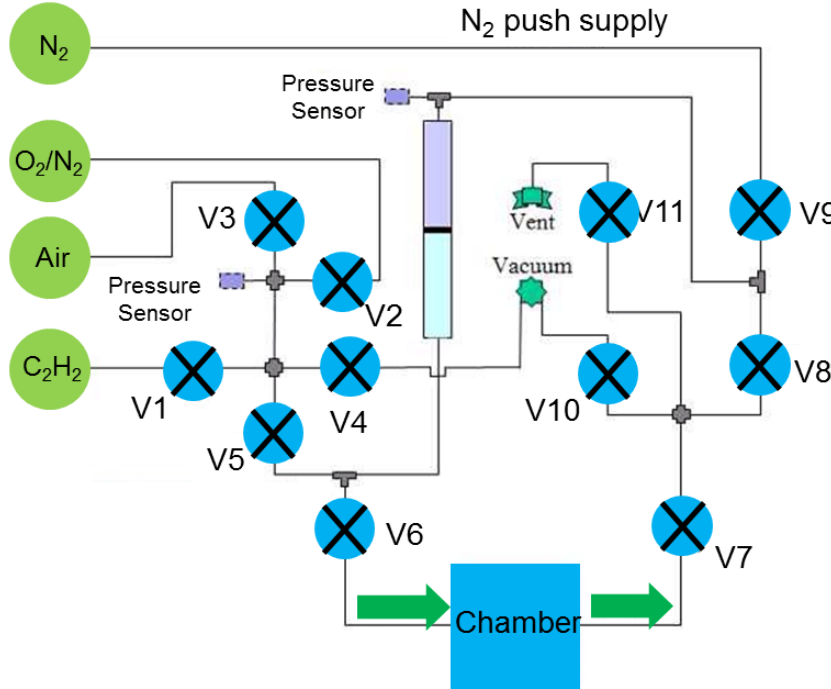 N₂
N₂ push supply
Pressure
Sensor
O₂/N₂
V3
V11
V9
Vent
Air
Pressure
Sensor
Vacuum
V2
C₂H₂
V1
V4
V10
V8
V5
V6
V7
Chamber